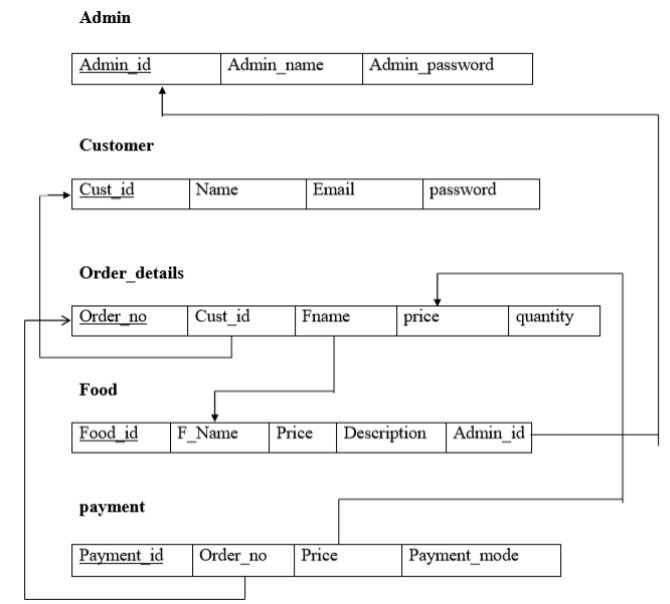 Admin
Admin_id Admin_name Admin_password
Customer
Cust_id Name Email password
Order_details
Order_no Cust_id Fname price quantity
Food
Food_id F_Name Price Description Admin_id
payment
Payment_id Order_no Price Payment_mode